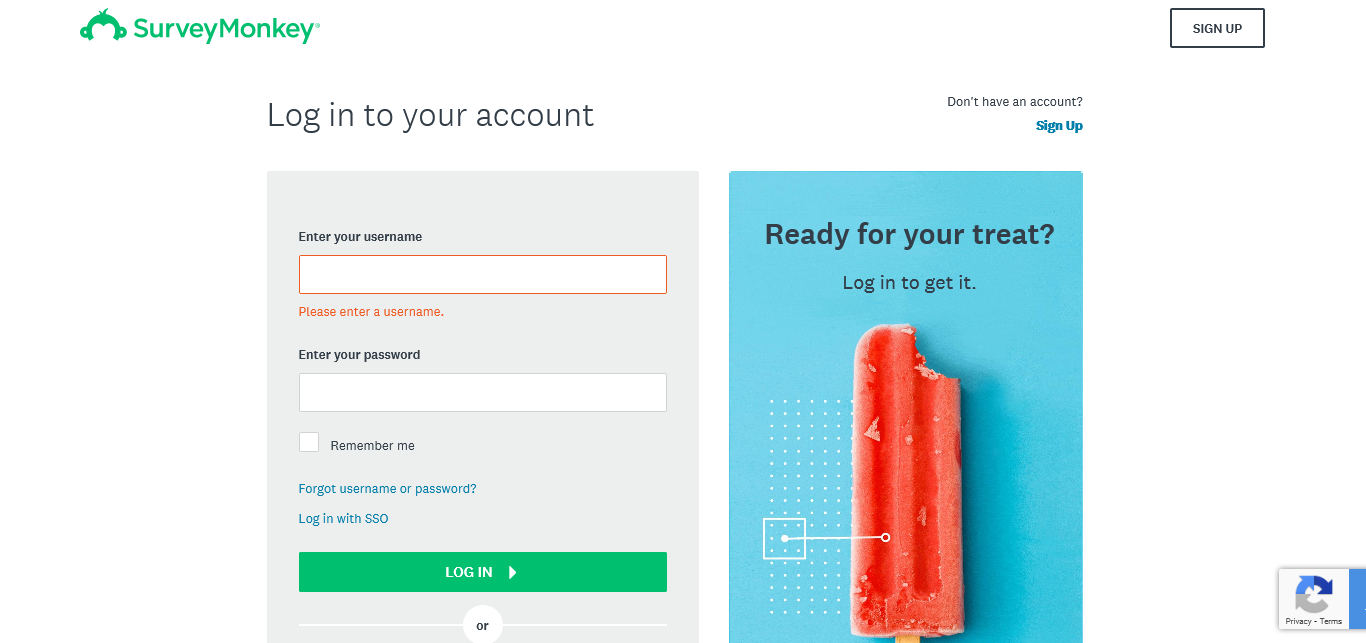 SurveyMonkey®
SIGN UP
Log in to your account
Don't have an account?
Sign Up
Enter your username
Please enter a username.
Enter your password
Remember me
Forgot username or password?
Log in with SSO
LOG IN
or
Ready for your treat?
Log in to get it.
Privacy - Terms